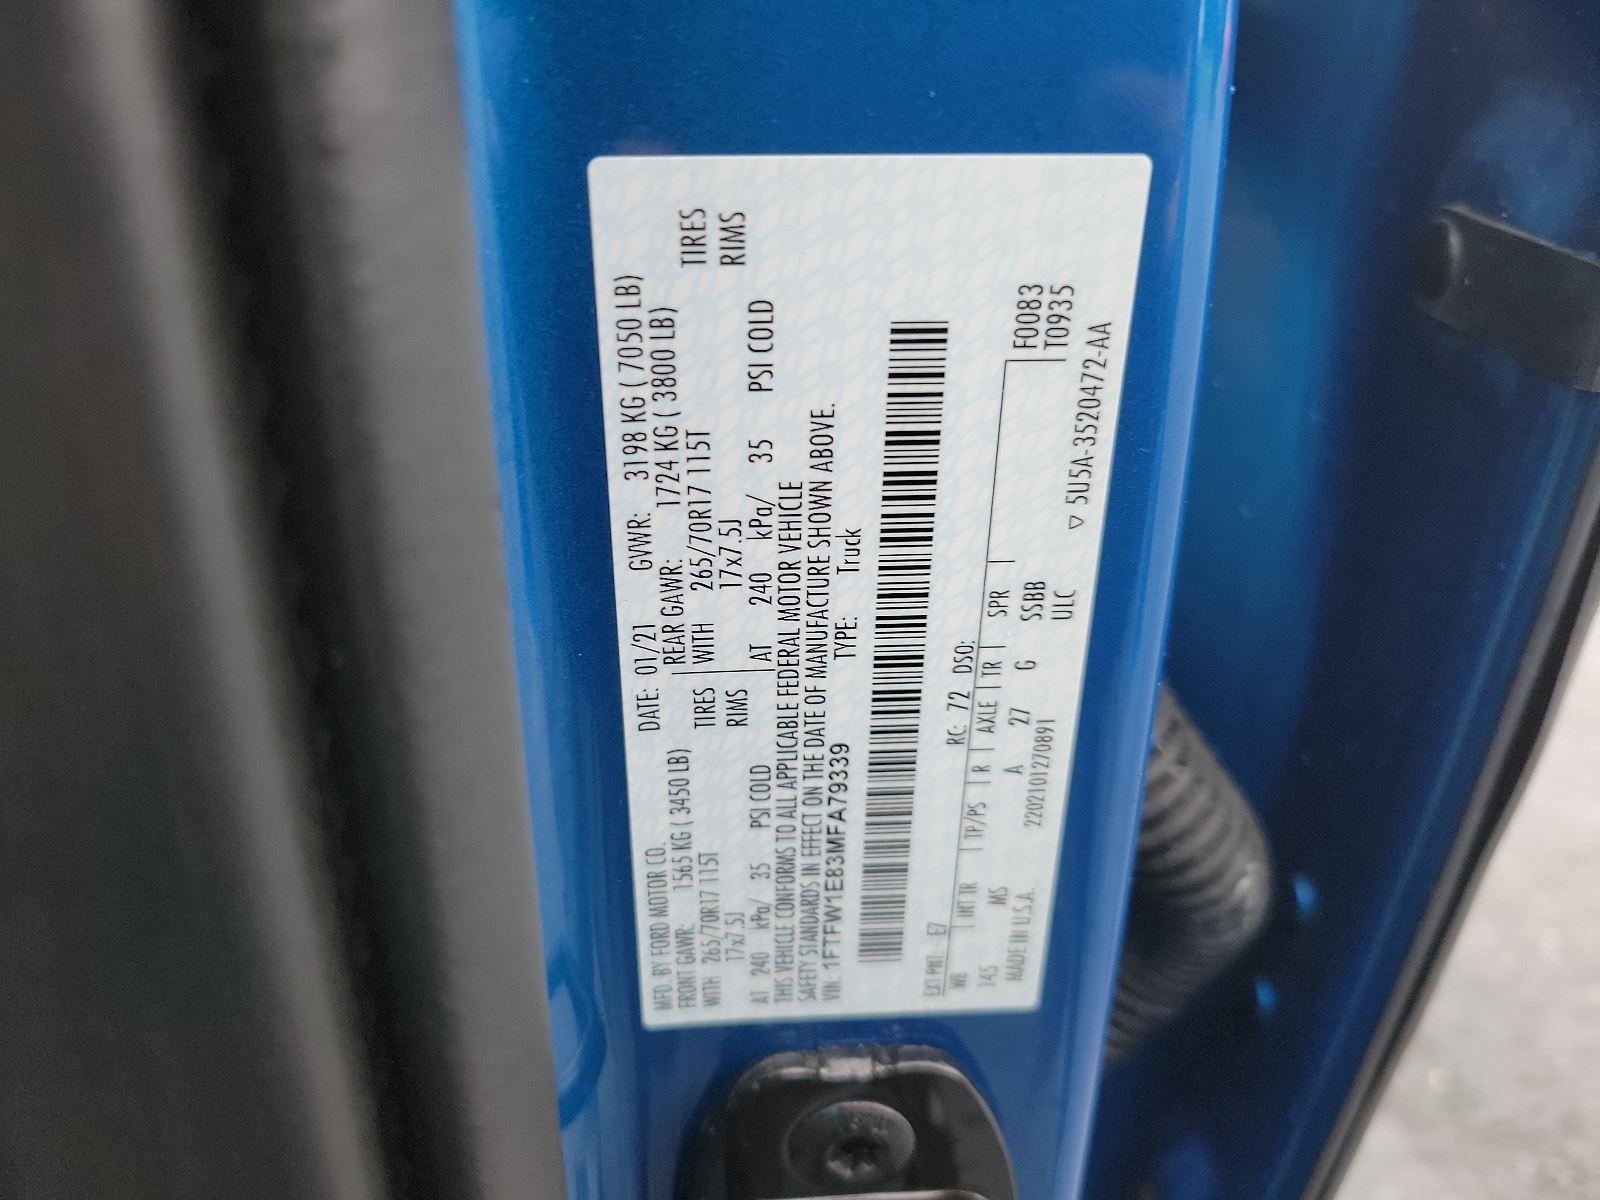 MFD. BY FORD MOTOR CO. DATE: 01/21 GVWR: 3198 KG ( 7050 LB)
FRONT GAWR: 1565 KG ( 3450 LB) REAR GAWR: 1724 KG ( 3800 LB)
WITH 265/70R17 115T TIRES WITH 265/70R17 115T TIRES
17x7.5J RIMS 17x7.5J RIMS
AT 240 kPa/ 35 PSI COLD AT 240 kPa/ 35 PSI COLD
THIS VEHICLE CONFORMS TO ALL APPLICABLE FEDERAL MOTOR VEHICLE
SAFETY STANDARDS IN EFFECT ON THE DATE OF MANUFACTURE SHOWN ABOVE.
VIN: 1FTFW1E83MFA79339 TYPE: Truck
EXT PNT: E7 RC: 72 DSO: F0083
WB INT TR TP/PS R AXLE TR SPR T0935
145 MS A 27 G SSBB
MADE IN U.S.A. 2202101270891 ULC
▽ 5U5A-3520472-AA